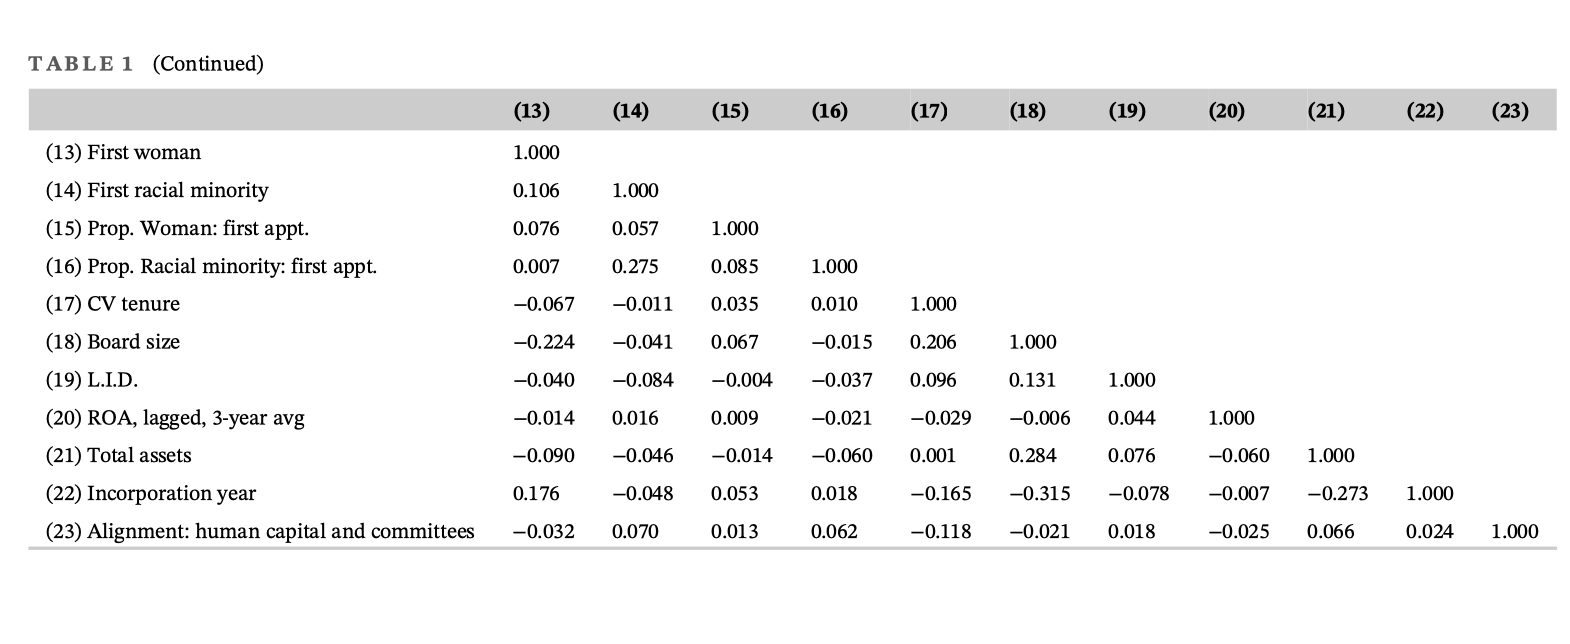 TABLE 1 (Continued)
(13) (14) (15) (16) (17) (18) (19) (20) (21) (22) (23)
(13) First woman 1.000
(14) First racial minority 0.106 1.000
(15) Prop. Woman: first appt. 0.076 0.057 1.000
(16) Prop. Racial minority: first appt. 0.007 0.275 0.085 1.000
(17) CV tenure −0.067 −0.011 0.035 0.010 1.000
(18) Board size −0.224 −0.041 0.067 −0.015 0.206 1.000
(19) L.I.D. −0.040 −0.084 −0.004 −0.037 0.096 0.131 1.000
(20) ROA, lagged, 3-year avg −0.014 0.016 0.009 −0.021 −0.029 −0.006 0.044 1.000
(21) Total assets −0.090 −0.046 −0.014 −0.060 0.001 0.284 0.076 −0.060 1.000
(22) Incorporation year 0.176 −0.048 0.053 0.018 −0.165 −0.315 −0.078 −0.007 −0.273 1.000
(23) Alignment: human capital and committees −0.032 0.070 0.013 0.062 −0.118 −0.021 0.018 −0.025 0.066 0.024 1.000